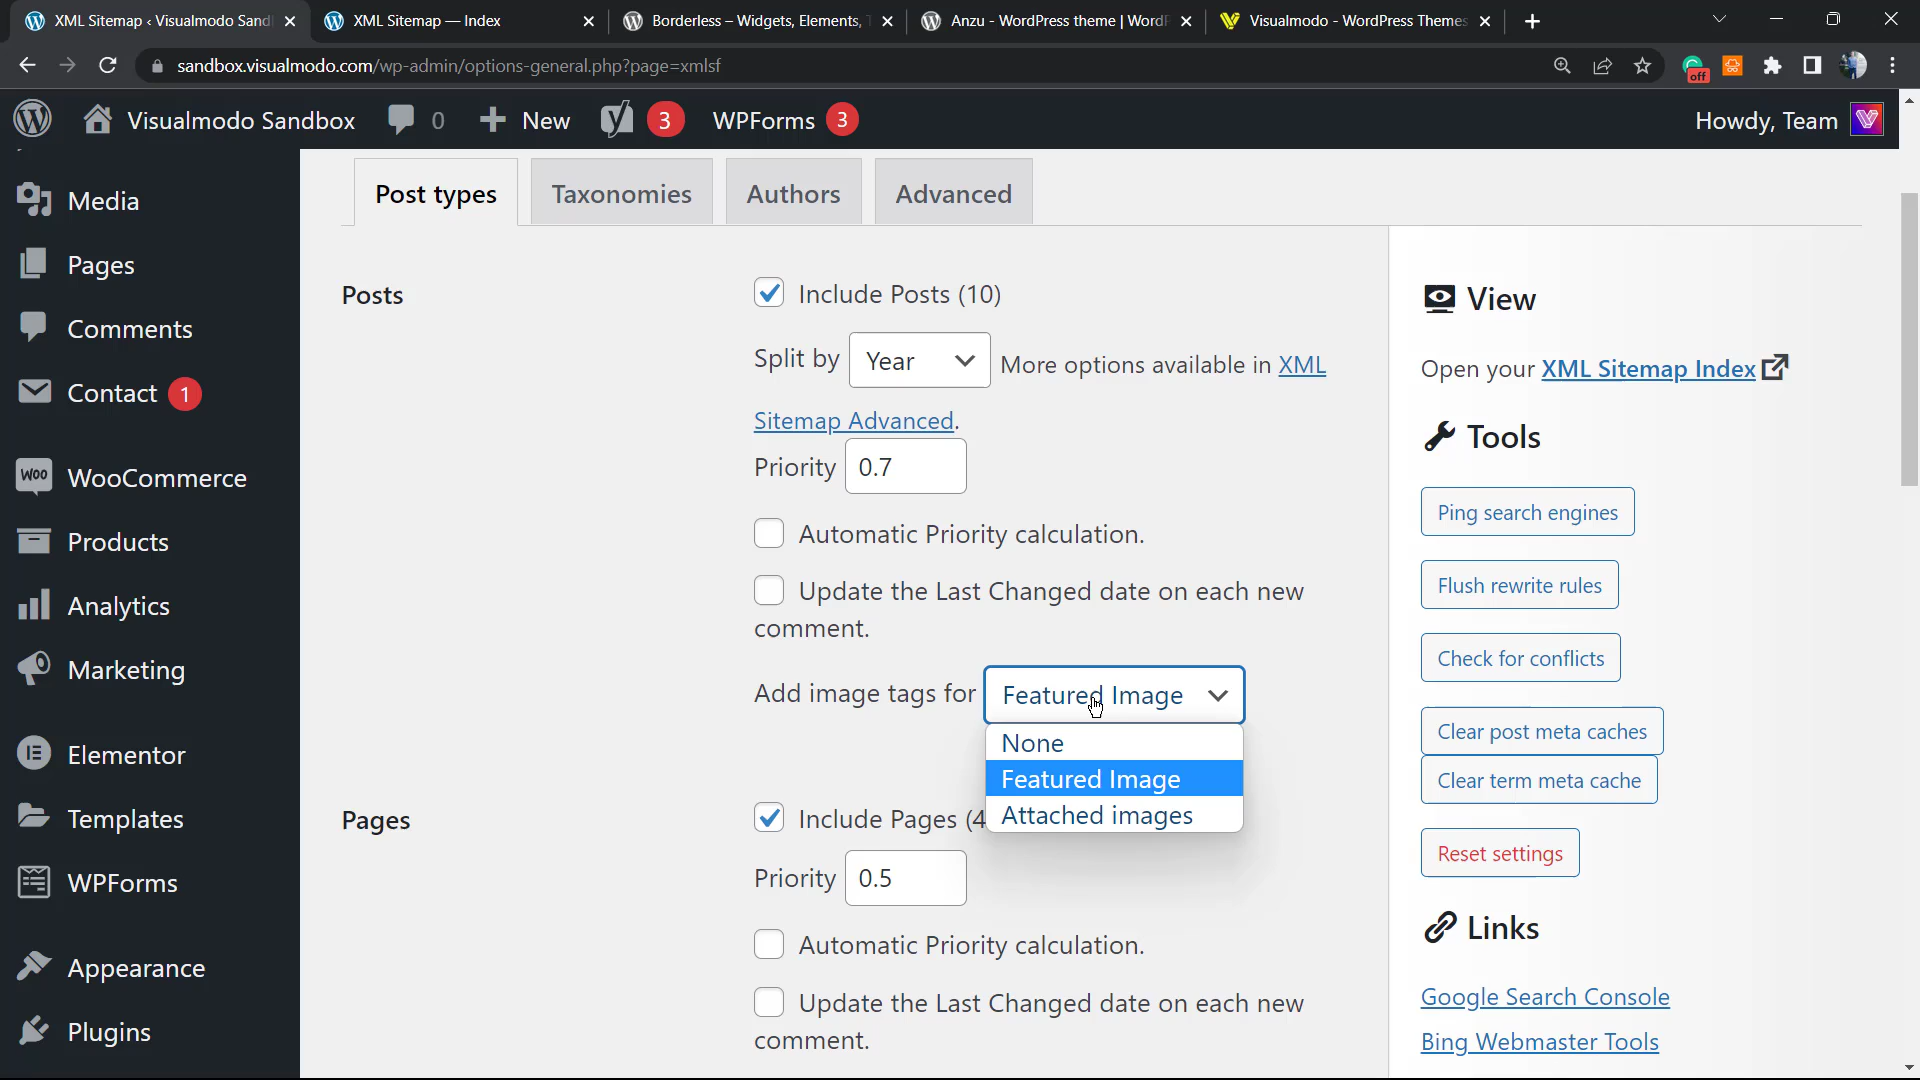 XML Sitemap ‹ Visualmodo Sand
XML Sitemap — Index
Borderless – Widgets, Elements,
Anzu - WordPress theme | Word
Visualmodo - WordPress Themes
sandbox.visualmodo.com/wp-admin/options-general.php?page=xmlsf
off
Visualmodo Sandbox
0
New
3
WPForms
3
Howdy, Team
Media
Pages
Comments
Contact 1
WooCommerce
Products
Analytics
Marketing
Elementor
Templates
WPForms
Appearance
Plugins
Post types
Taxonomies
Authors
Advanced
Posts
Include Posts (10)
Split by Year More options available in XML
Sitemap Advanced.
Priority 0.7
Automatic Priority calculation.
Update the Last Changed date on each new
comment.
Add image tags for Featured Image
None
Featured Image
Attached images
Pages
Include Pages (4
Priority 0.5
Automatic Priority calculation.
Update the Last Changed date on each new
comment.
View
Open your XML Sitemap Index
Tools
Ping search engines
Flush rewrite rules
Check for conflicts
Clear post meta caches
Clear term meta cache
Reset settings
Links
Google Search Console
Bing Webmaster Tools